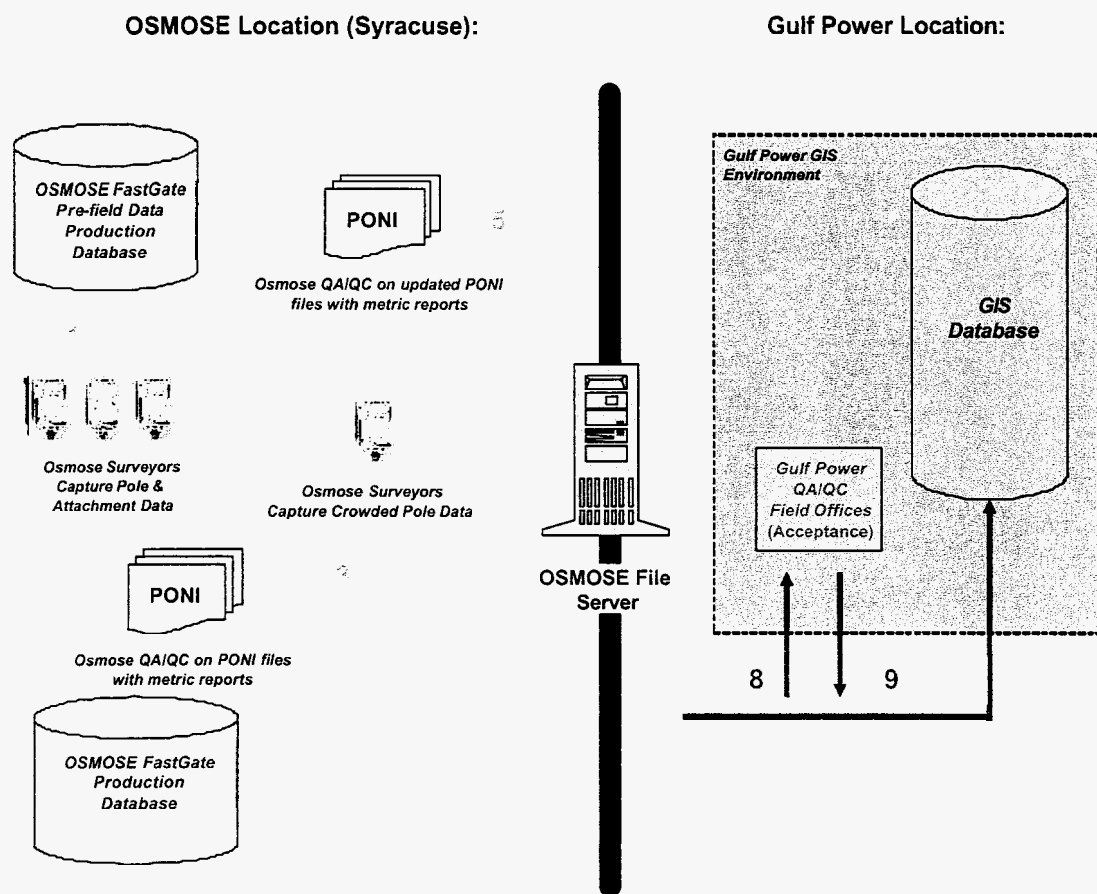 OSMOSE Location (Syracuse):
Gulf Power Location:
OSMOSE FastGate
Pre-field Data
Production
Database
PONI
5
Osmose QA/QC on updated PONI
files with metric reports
Osmose Surveyors
Capture Pole &
Attachment Data
Osmose Surveyors
Capture Crowded Pole Data
PONI
Osmose QA/QC on PONI files
with metric reports
OSMOSE FastGate
Production
Database
OSMOSE File
Server
Gulf Power GIS
Environment
GIS
Database
Gulf Power
QA/QC
Field Offices
(Acceptance)
8
9